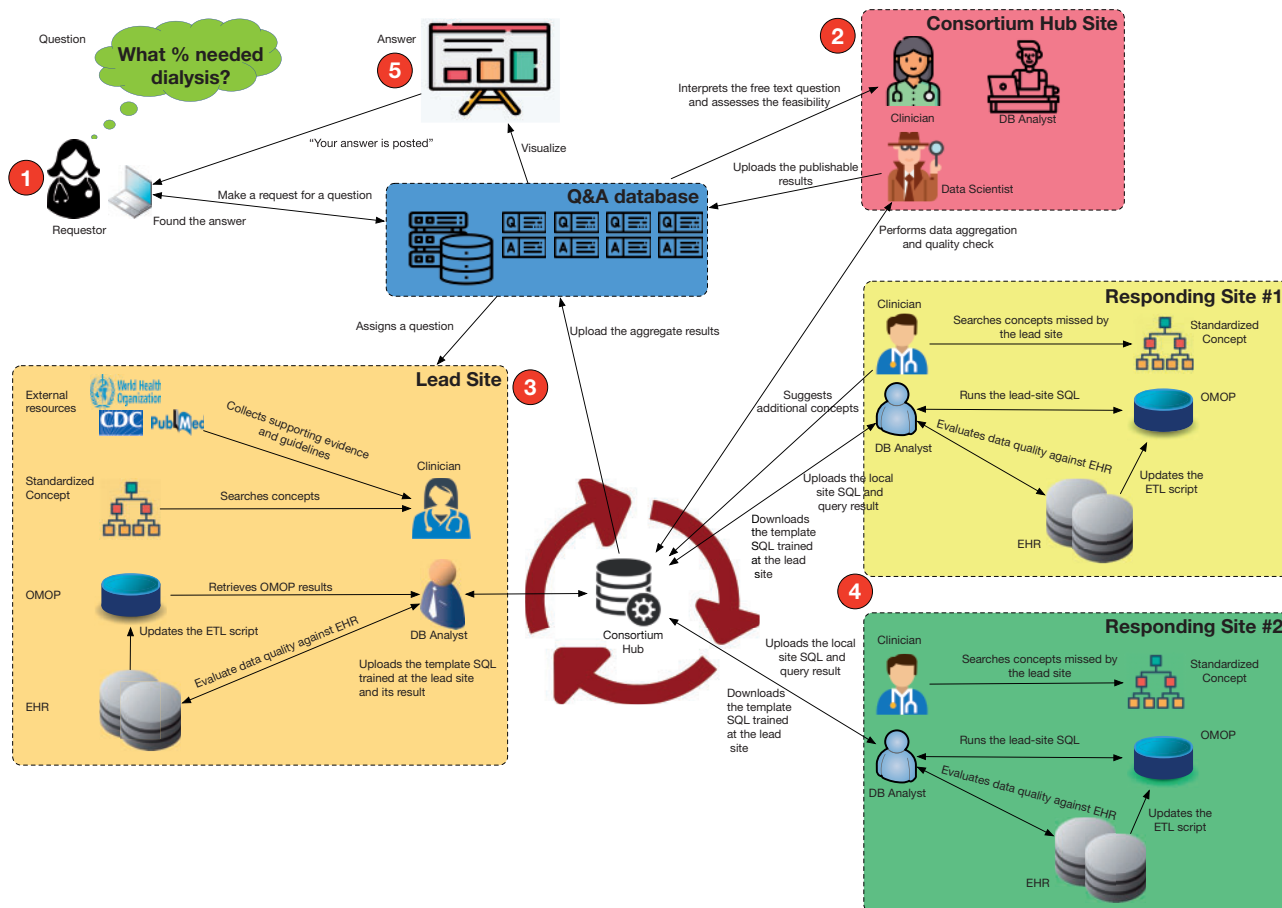 Question
What % needed
dialysis?
1
Requestor
Answer
5
"Your answer is posted"
Visualize
Make a request for a question
Found the answer
2
Consortium Hub Site
Clinician
DB Analyst
Data Scientist
Interprets the free text question
and assesses the feasibility
Uploads the publishable
results
Performs data aggregation
and quality check
Q&A database
Q Q Q Q
A A A A
Assigns a question
Upload the aggregate results
Lead Site
3
External
resources
World Health
Organization
CDC
PubMed
Collects supporting evidence
and guidelines
Clinician
Standardized
Concept
Searches concepts
OMOP
Retrieves OMOP results
DB Analyst
Updates the ETL script
Evaluate data quality against EHR
Uploads the template SQL
trained at the lead site
and its result
EHR
Consortium
Hub
Suggests
additional concepts
Uploads the local
site SQL and
query result
Downloads
the template
SQL trained
at the lead
site
Uploads the local
site SQL and
query result
Downloads
the template
SQL trained
at the lead
site
Responding Site #1
Clinician
Searches concepts missed by
the lead site
Standardized
Concept
Runs the lead-site SQL
OMOP
DB Analyst
Evaluates data quality against EHR
Updates the
ETL script
EHR
4
Responding Site #2
Clinician
Searches concepts missed by
the lead site
Standardized
Concept
OMOP
Runs the lead-site SQL
DB Analyst
Evaluates data quality against EHR
Updates the
ETL script
EHR